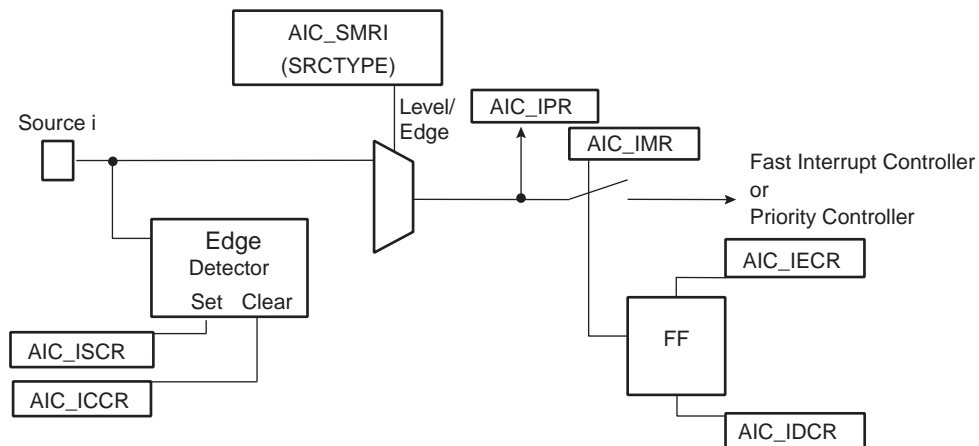 AIC_SMRI
(SRCTYPE)
Level/
Edge
AIC_IPR
Source i
AIC_IMR
Fast Interrupt Controller
or
Priority Controller
Edge
Detector
Set Clear
AIC_IECR
FF
AIC_ISCR
AIC_ICCR
AIC_IDCR